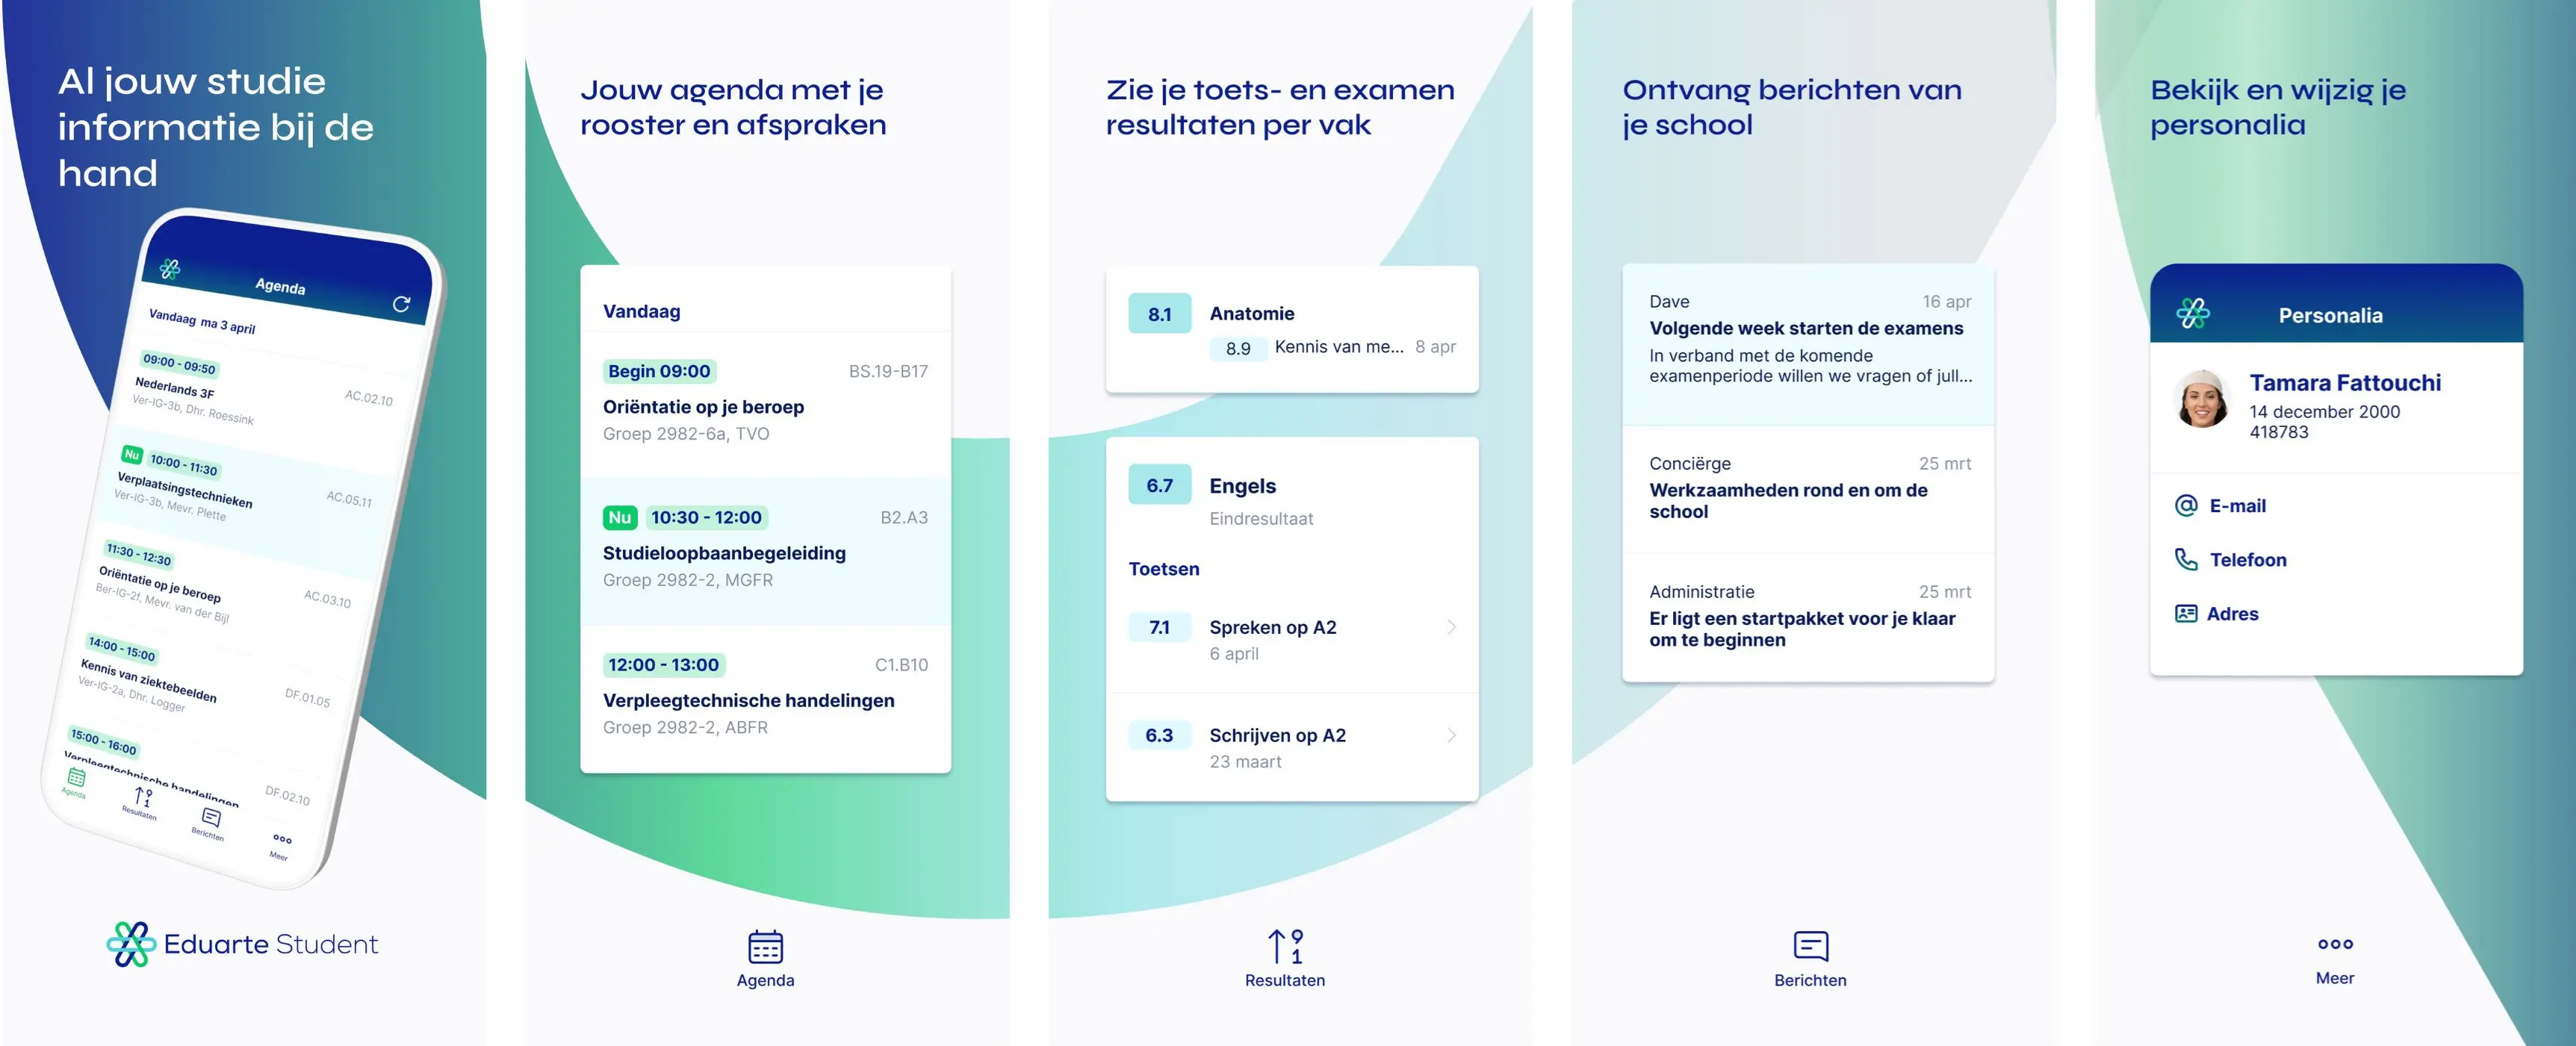 Al jouw studie
informatie bij de
hand
Agenda
Vandaag ma 3 april
09:00 - 09:50
Nederlands 3F
AC.02.10
Ver-IG-3b, Dhr. Roessink
Nu 10:00 - 11:30
Verplaatsingstechnieken
AC.05.11
Ver-IG-3b, Mevr. Plette
11:30 - 12:30
Oriëntatie op je beroep
AC.03.10
Ber-IG-2f, Mevr. van der Bijl
14:00 - 15:00
Kennis van ziektebeelden
DF.01.05
Ver-IG-2a, Dhr. Logger
15:00 - 16:00
Verpleegtechnische handelingen
DF.02.10
Agenda
9
1
Resultaten
Berichten
Meer
Eduarte Student
Jouw agenda met je
rooster en afspraken
Vandaag
Begin 09:00 BS.19-B17
Oriëntatie op je beroep
Groep 2982-6a, TVO
Nu 10:30 - 12:00 B2.A3
Studieloopbaanbegeleiding
Groep 2982-2, MGFR
12:00 - 13:00 C1.B10
Verpleegtechnische handelingen
Groep 2982-2, ABFR
Agenda
Zie je toets- en examen
resultaten per vak
8.1 Anatomie
8.9 Kennis van me... 8 apr
6.7 Engels
Eindresultaat
Toetsen
7.1 Spreken op A2
6 april
6.3 Schrijven op A2
23 maart
9
1
Resultaten
Ontvang berichten van
je school
Dave 16 apr
Volgende week starten de examens
In verband met de komende
examenperiode willen we vragen of jull...
Conciërge 25 mrt
Werkzaamheden rond en om de
school
Administratie 25 mrt
Er ligt een startpakket voor je klaar
om te beginnen
Berichten
Bekijk en wijzig je
personalia
Personalia
Tamara Fattouchi
14 december 2000
418783
E-mail
Telefoon
Adres
Meer